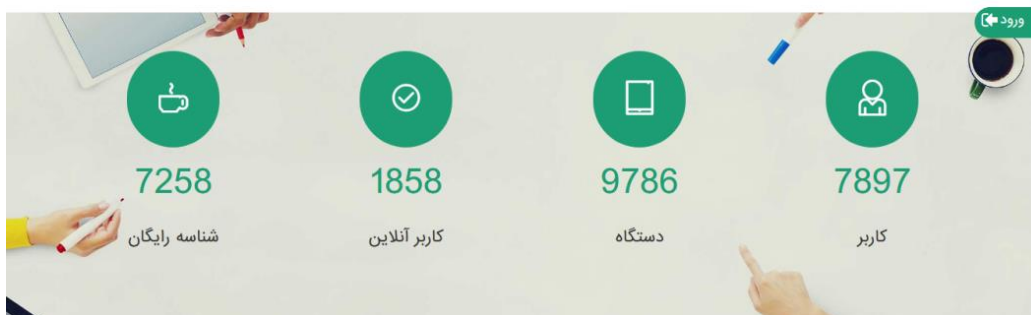 ورود
7897
9786
1858
7258
کاربر
دستگاه
کاربر آنلاین
شناسه رایگان